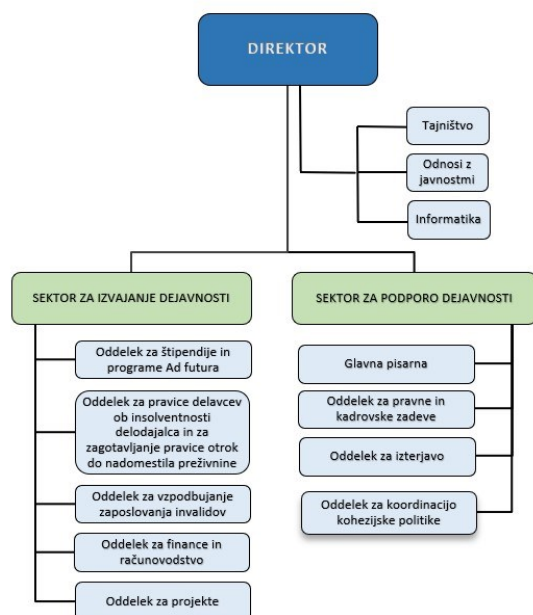 DIREKTOR
Tajništvo
Odnosi z
javnostmi
Informatika
SEKTOR ZA IZVAJANJE DEJAVNOSTI
Oddelek za štipendije in
programe Ad futura
Oddelek za pravice delavcev
ob insolventnosti
delodajalca in za
zagotavljanje pravice otrok
do nadomestila preživnine
Oddelek za vzpodbujanje
zaposlovanja invalidov
Oddelek za finance in
računovodstvo
Oddelek za projekte
SEKTOR ZA PODPORO DEJAVNOSTI
Glavna pisarna
Oddelek za pravne in
kadrovske zadeve
Oddelek za izterjavo
Oddelek za koordinacijo
kohezijske politike